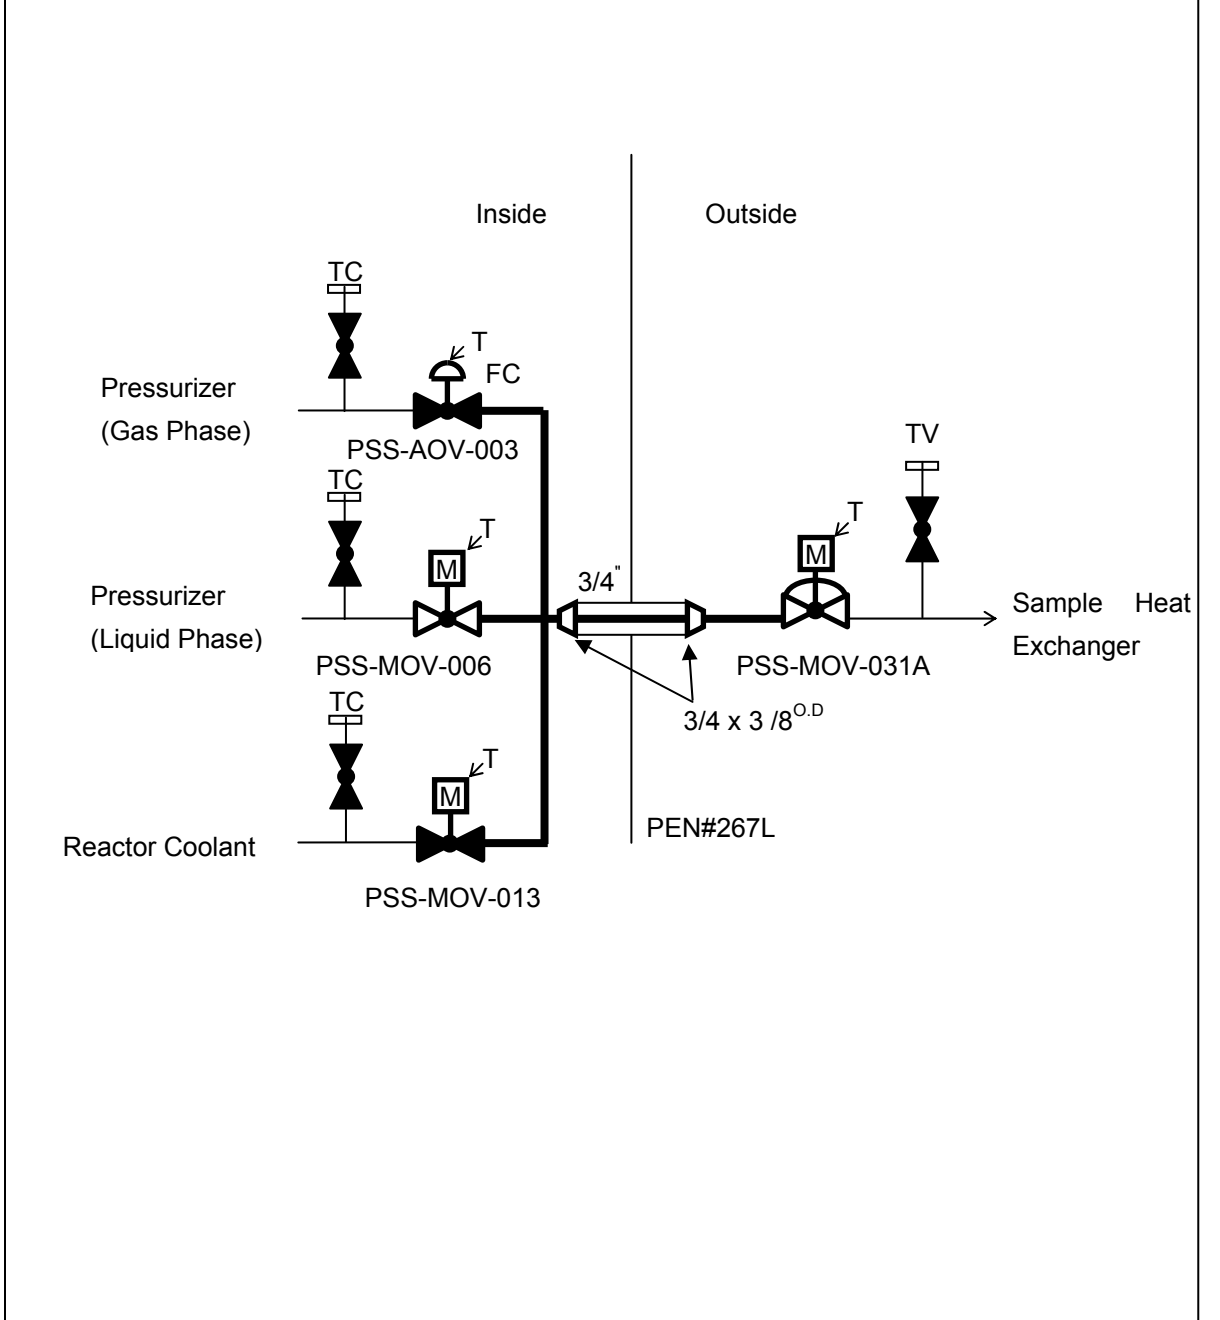 Inside
Outside
TC
T
FC
Pressurizer
(Gas Phase)
PSS-AOV-003
TV
TC
T
T
M
M
3/4"
Pressurizer
(Liquid Phase)
Sample Heat
Exchanger
PSS-MOV-006
PSS-MOV-031A
TC
3/4 x 3 /8O.D
T
M
PEN#267L
Reactor Coolant
PSS-MOV-013